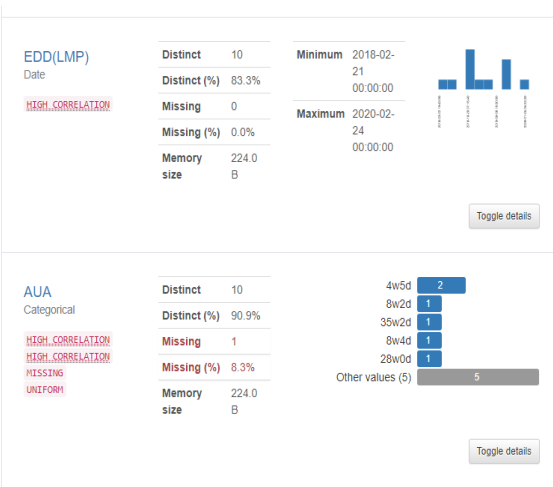 EDD(LMP)
Date
HIGH CORRELATION
Distinct 10
Distinct (%) 83.3%
Missing 0
Missing (%) 0.0%
Memory size 224.0 B
Minimum 2018-02-21 00:00:00
Maximum 2020-02-24 00:00:00
Toggle details
AUA
Categorical
HIGH CORRELATION
HIGH CORRELATION
MISSING
UNIFORM
Distinct 10
Distinct (%) 90.9%
Missing 1
Missing (%) 8.3%
Memory size 224.0 B
4w5d 2
8w2d 1
35w2d 1
8w4d 1
28w0d 1
Other values (5) 5
Toggle details